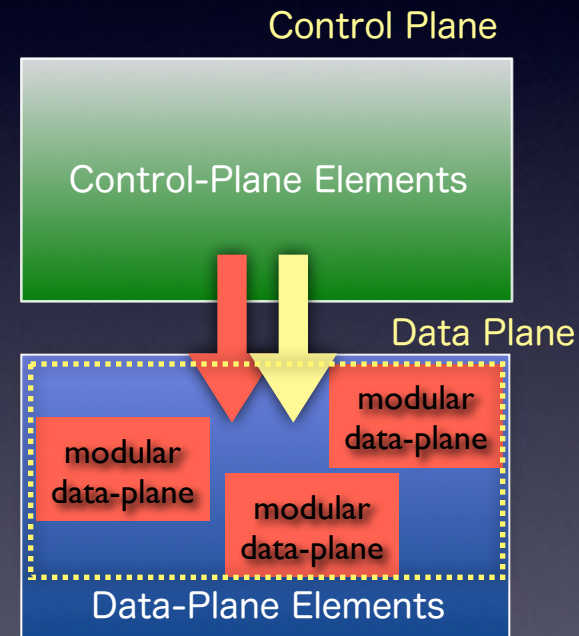 Control Plane
Control-Plane Elements
Data Plane
modular
data-plane
modular
data-plane
modular
data-plane
Data-Plane Elements